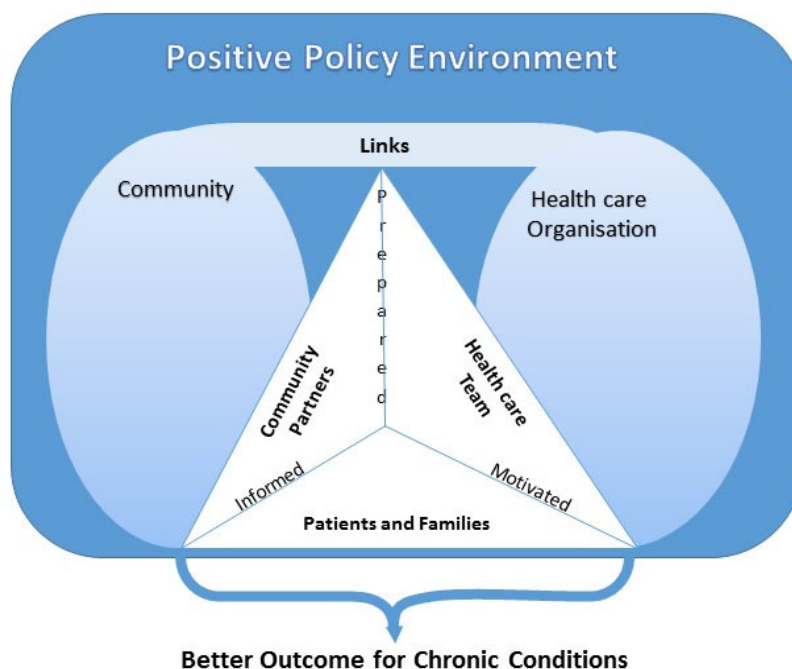 Positive Policy Environment
Links
Community
Health care
Organisation
Prepared
Community
Partners
Health care
Team
Informed
Motivated
Patients and Families
Better Outcome for Chronic Conditions